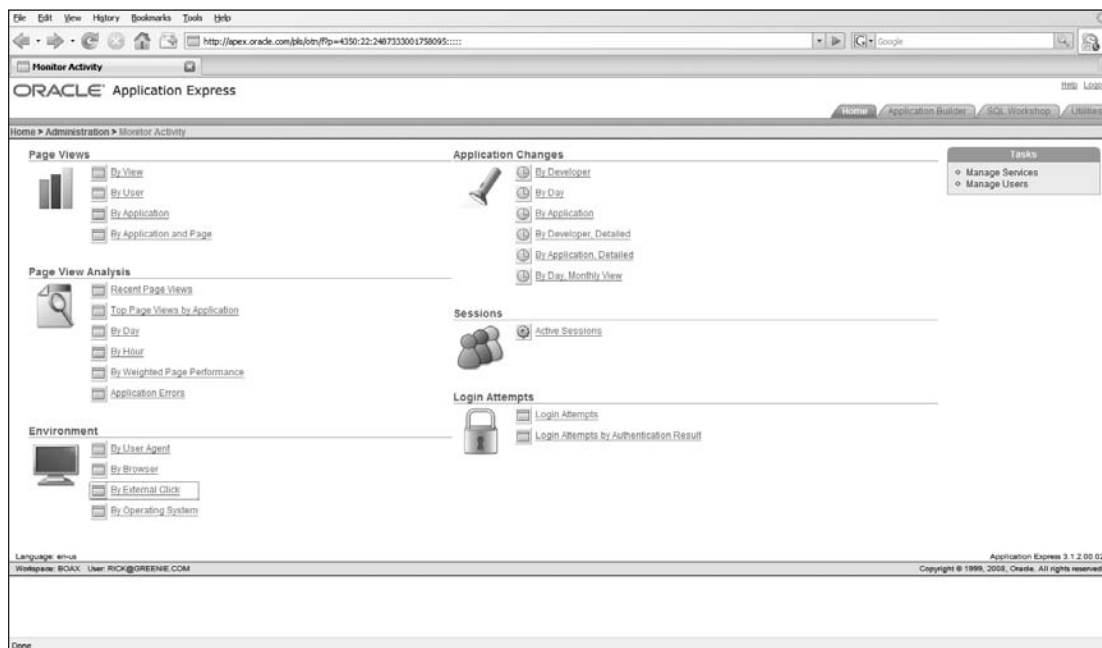 File Edit View History Bookmarks Tools Help
http://apex.oracle.com/pls/otn/f?p=4350:22:2487333001758095:::::
Google
Monitor Activity
ORACLE Application Express
Help
Home Application Builder SQL Workshop Utilities
Home > Administration > Monitor Activity
Page Views
By View
By User
By Application
By Application and Page
Page View Analysis
Recent Page Views
Top Page Views by Application
By Day
By Hour
By Weighted Page Performance
Application Errors
Environment
By User Agent
By Browser
By External Click
By Operating System
Application Changes
By Developer
By Day
By Application
By Developer, Detailed
By Application, Detailed
By Day, Monthly View
Sessions
Active Sessions
Login Attempts
Login Attempts
Login Attempts by Authentication Result
Tasks
Manage Services
Manage Users
Language: en-us
Application Express 3.1.2.00.02
Workspace: BOAX User: RICK@GREENIE.COM
Copyright © 1999, 2008, Oracle. All rights reserved.
Done